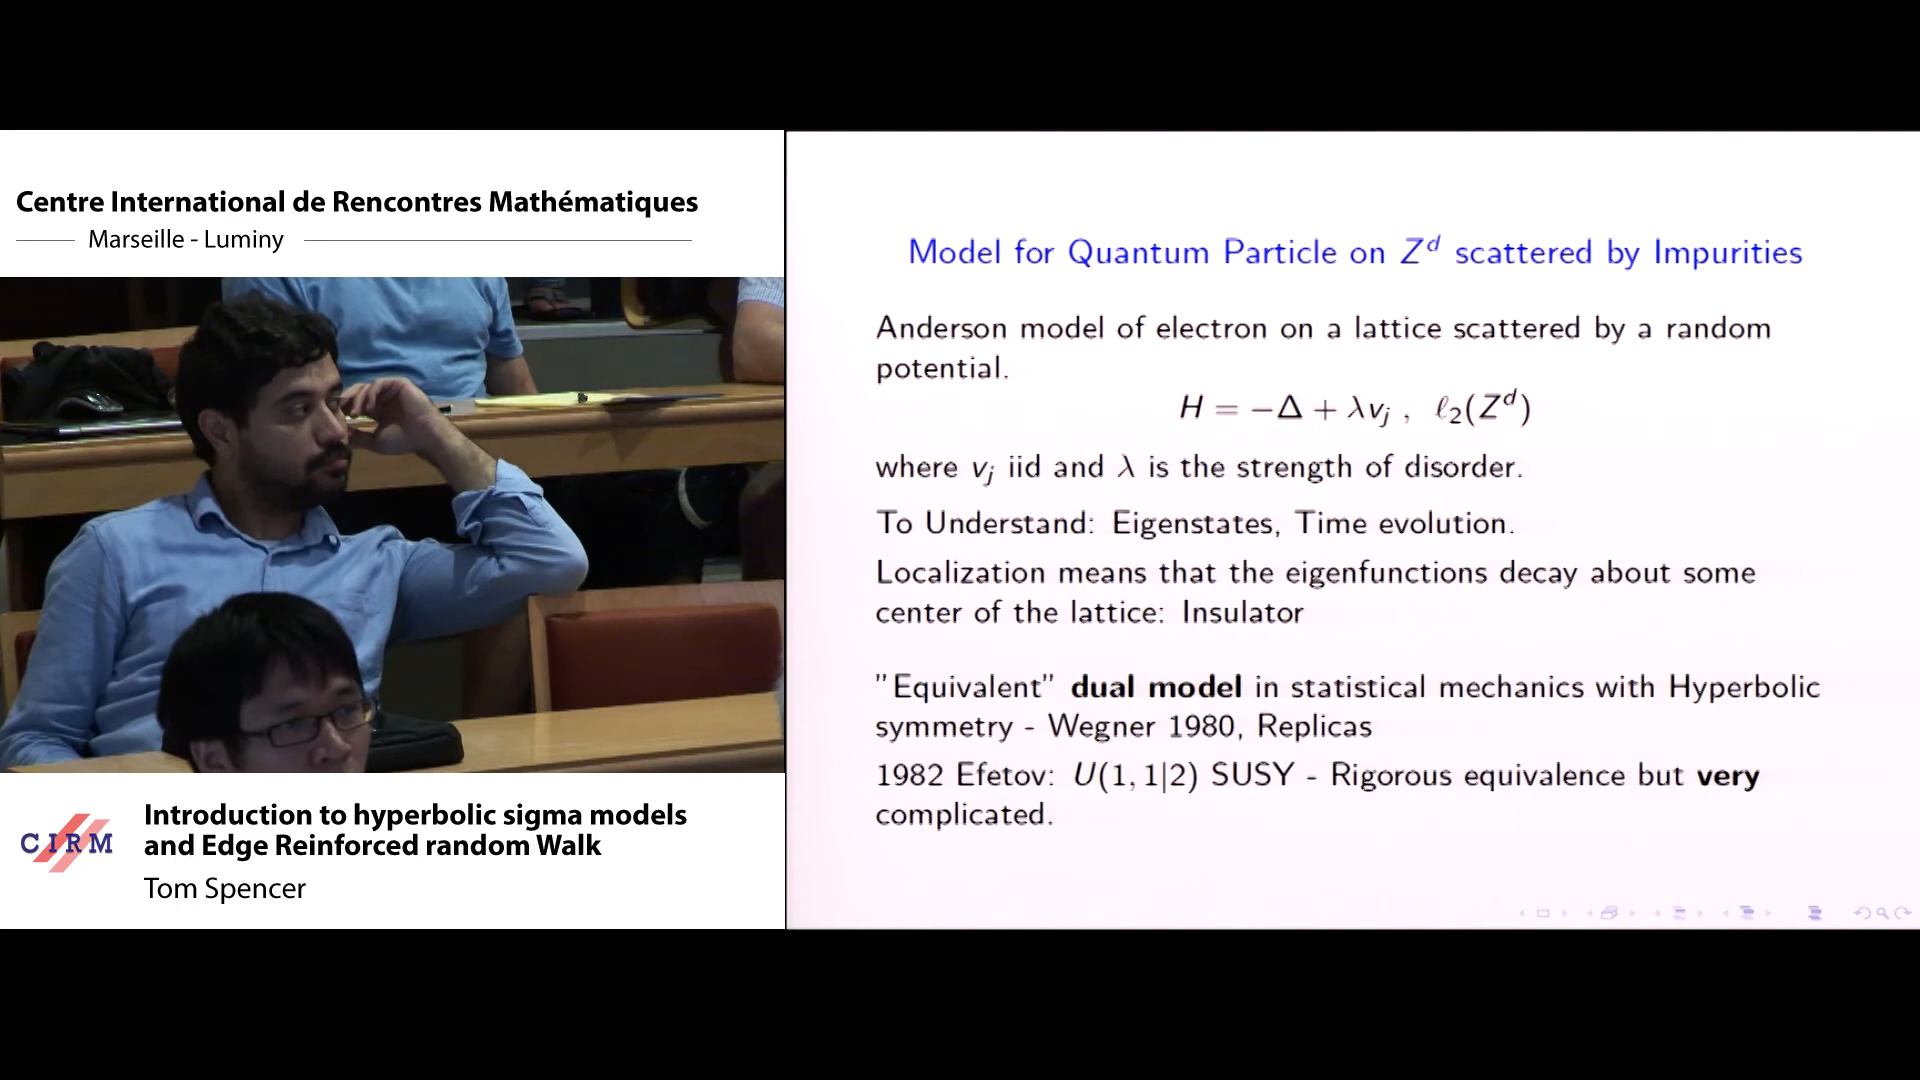 Centre International de Rencontres Mathématiques
Marseille - Luminy
CIRM
Introduction to hyperbolic sigma models
and Edge Reinforced random Walk
Tom Spencer
Model for Quantum Particle on Z^d scattered by Impurities
Anderson model of electron on a lattice scattered by a random
potential.
H = −Δ + λv_j , ℓ_2(Z^d)
where v_j iid and λ is the strength of disorder.
To Understand: Eigenstates, Time evolution.
Localization means that the eigenfunctions decay about some
center of the lattice: Insulator
"Equivalent" dual model in statistical mechanics with Hyperbolic
symmetry - Wegner 1980, Replicas
1982 Efetov: U(1, 1|2) SUSY - Rigorous equivalence but very
complicated.